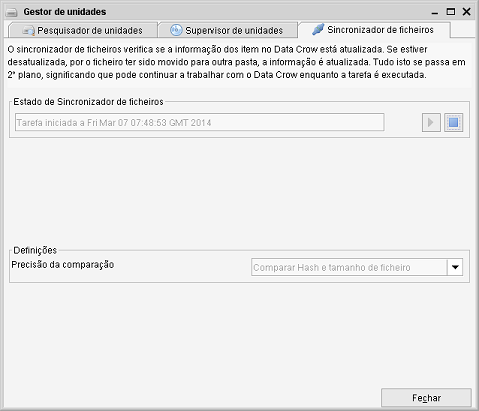 Gestor de unidades
Pesquisador de unidades
Supervisor de unidades
Sincronizador de ficheiros
O sincronizador de ficheiros verifica se a informação dos item no Data Crow está atualizada. Se estiver
desatualizada, por o ficheiro ter sido movido para outra pasta, a informação é atualizada. Tudo isto se passa em
2º plano, significando que pode continuar a trabalhar com o Data Crow enquanto a tarefa é executada.
Estado de Sincronizador de ficheiros
Tarefa iniciada a Fri Mar 07 07:48:53 GMT 2014
Definições
Precisão da comparação
Comparar Hash e tamanho de ficheiro
Fechar